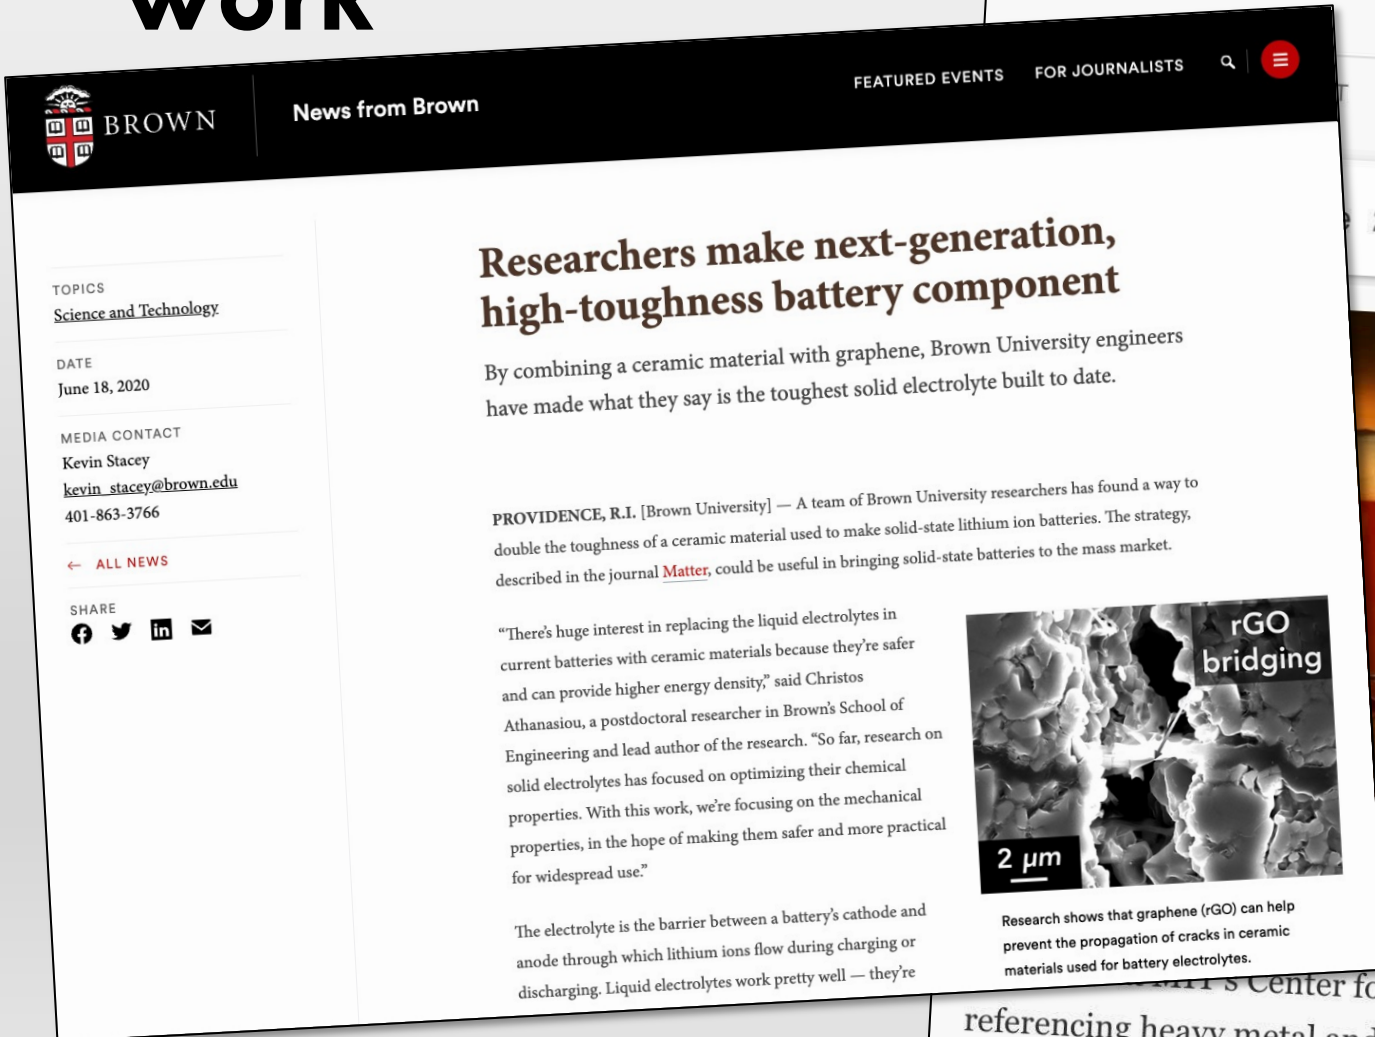 work
BROWN
News from Brown
FEATURED EVENTS
FOR JOURNALISTS
TOPICS
Science and Technology
DATE
June 18, 2020
MEDIA CONTACT
Kevin Stacey
kevin_stacey@brown.edu
401-863-3766
← ALL NEWS
SHARE
Researchers make next-generation,
high-toughness battery component
By combining a ceramic material with graphene, Brown University engineers
have made what they say is the toughest solid electrolyte built to date.
PROVIDENCE, R.I. [Brown University] — A team of Brown University researchers has found a way to
double the toughness of a ceramic material used to make solid-state lithium ion batteries. The strategy,
described in the journal Matter, could be useful in bringing solid-state batteries to the mass market.
“There’s huge interest in replacing the liquid electrolytes in
current batteries with ceramic materials because they’re safer
and can provide higher energy density,” said Christos
Athanasiou, a postdoctoral researcher in Brown’s School of
Engineering and lead author of the research. “So far, research on
solid electrolytes has focused on optimizing their chemical
properties. With this work, we’re focusing on the mechanical
properties, in the hope of making them safer and more practical
for widespread use.”
The electrolyte is the barrier between a battery’s cathode and
anode through which lithium ions flow during charging or
discharging. Liquid electrolytes work pretty well — they’re
rGO
bridging
2 µm
Research shows that graphene (rGO) can help
prevent the propagation of cracks in ceramic
materials used for battery electrolytes.
MIT’s Center
referencing heavy metal